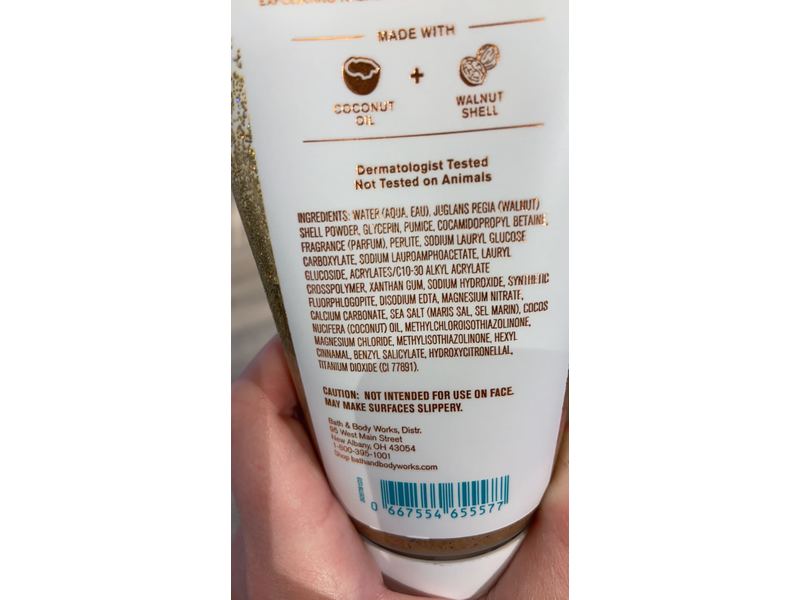 MADE WITH
COCONUT
OIL
+
WALNUT
SHELL
Dermatologist Tested
Not Tested on Animals
INGREDIENTS: WATER (AQUA, EAU), JUGLANS REGIA (WALNUT)
SHELL POWDER, GLYCERIN, PUMICE, COCAMIDOPROPYL BETAINE,
FRAGRANCE (PARFUM), PERLITE, SODIUM LAURYL GLUCOSE
CARBOXYLATE, SODIUM LAUROAMPHOACETATE, LAURYL
GLUCOSIDE, ACRYLATES/C10-30 ALKYL ACRYLATE
CROSSPOLYMER, XANTHAN GUM, SODIUM HYDROXIDE, SYNTHETIC
FLUORPHLOGOPITE, DISODIUM EDTA, MAGNESIUM NITRATE,
CALCIUM CARBONATE, SEA SALT (MARIS SAL, SEL MARIN), COCOS
NUCIFERA (COCONUT) OIL, METHYLCHLOROISOTHIAZOLINONE,
MAGNESIUM CHLORIDE, METHYLISOTHIAZOLINONE, HEXYL
CINNAMAL, BENZYL SALICYLATE, HYDROXYCITRONELLAL,
TITANIUM DIOXIDE (CI 77891).
CAUTION: NOT INTENDED FOR USE ON FACE.
MAY MAKE SURFACES SLIPPERY.
Bath & Body Works, Distr.
95 West Main Street
New Albany, OH 43054
1-800-395-1001
Shop bathandbodyworks.com
0 667554 655577